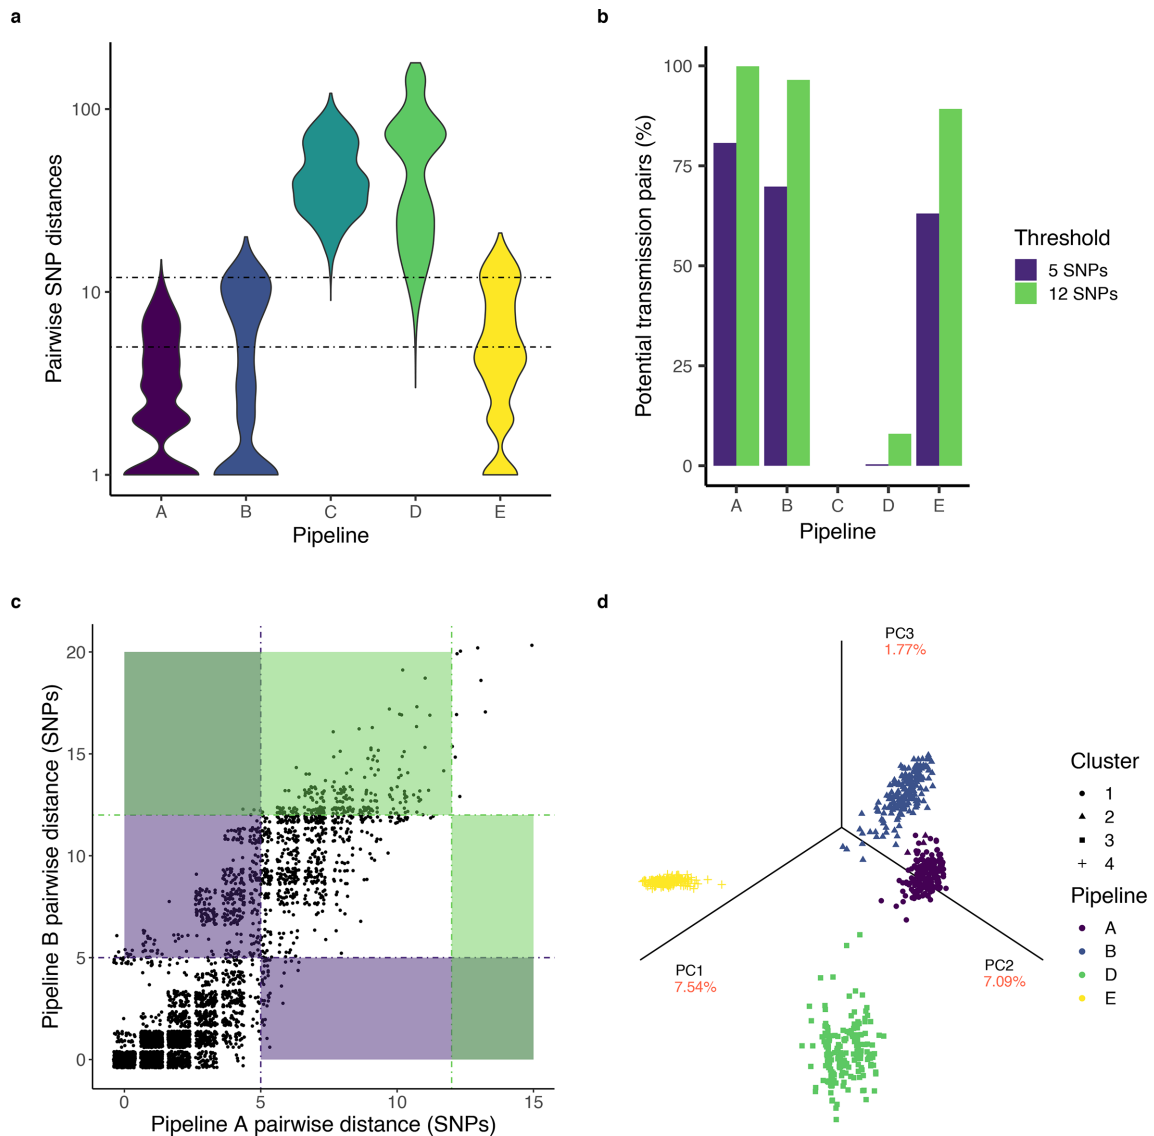 a
Pairwise SNP distances
100
10
1
A B C D E
Pipeline
b
Potential transmission pairs (%)
100
75
50
25
0
A B C D E
Pipeline
Threshold
5 SNPs
12 SNPs
c
Pipeline B pairwise distance (SNPs)
20
15
10
5
0
0 5 10 15
Pipeline A pairwise distance (SNPs)
d
PC3
1.77%
PC1
7.54%
PC2
7.09%
Cluster
1
2
3
4
Pipeline
A
B
D
E